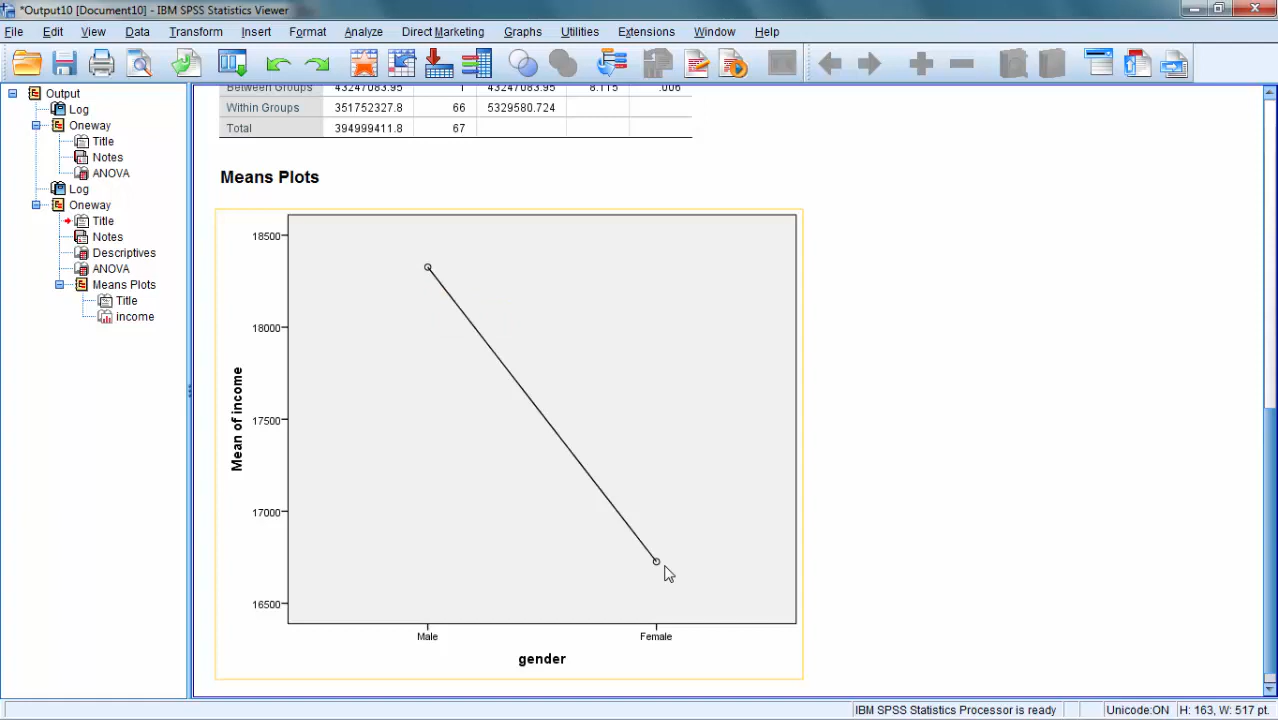 *Output10 [Document10] - IBM SPSS Statistics Viewer
File Edit View Data Transform Insert Format Analyze Direct Marketing Graphs Utilities Extensions Window Help
Output
Log
Oneway
Title
Notes
ANOVA
Log
Oneway
Title
Notes
Descriptives
ANOVA
Means Plots
Title
income
Between Groups 43247083.95 1 43247083.95 8.115 .006
Within Groups 351752327.8 66 5329580.724
Total 394999411.8 67
Means Plots
18500
18000
17500
17000
16500
Mean of income
Male Female
gender
IBM SPSS Statistics Processor is ready Unicode:ON H: 163, W: 517 pt.